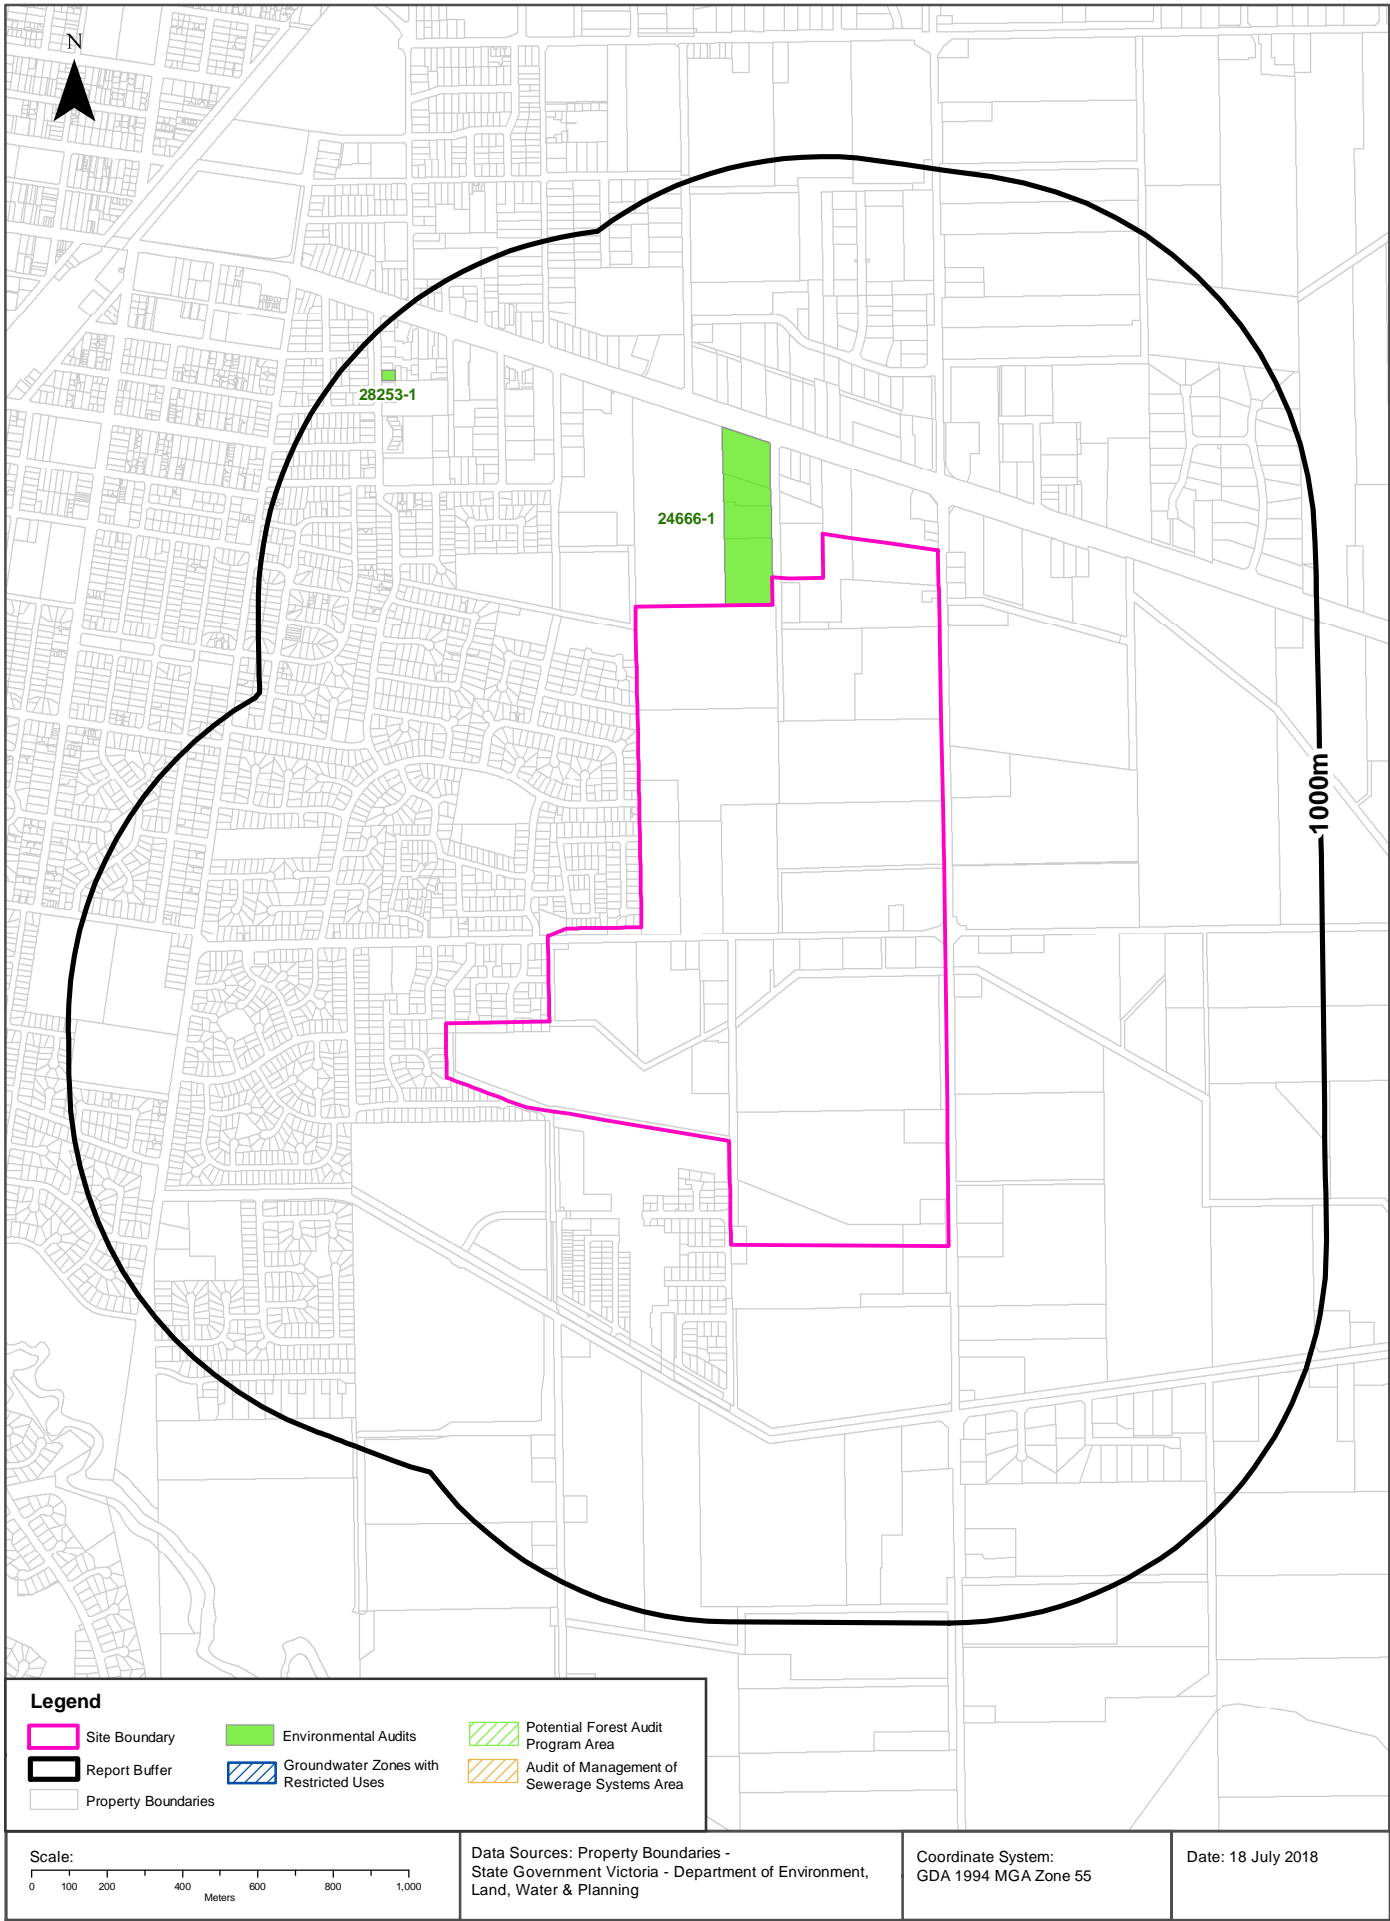 N
28253-1
24666-1
1000m
Legend
Site Boundary
Report Buffer
Property Boundaries
Environmental Audits
Groundwater Zones with
Restricted Uses
Potential Forest Audit
Program Area
Audit of Management of
Sewerage Systems Area
Scale:
0 100 200 400 600 800 1,000
Meters
Data Sources: Property Boundaries -
State Government Victoria - Department of Environment,
Land, Water & Planning
Coordinate System:
GDA 1994 MGA Zone 55
Date: 18 July 2018